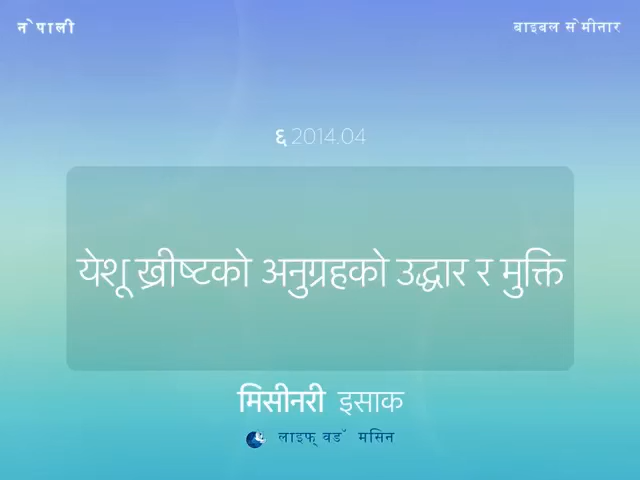 नेपाली
बाइबल सेमीनार
६ 2014.04
येशू ख्रीष्टको अनुग्रहको उद्धार र मुक्ति
मिसीनरी इसाक
लाइफ् वर्ड मसिन